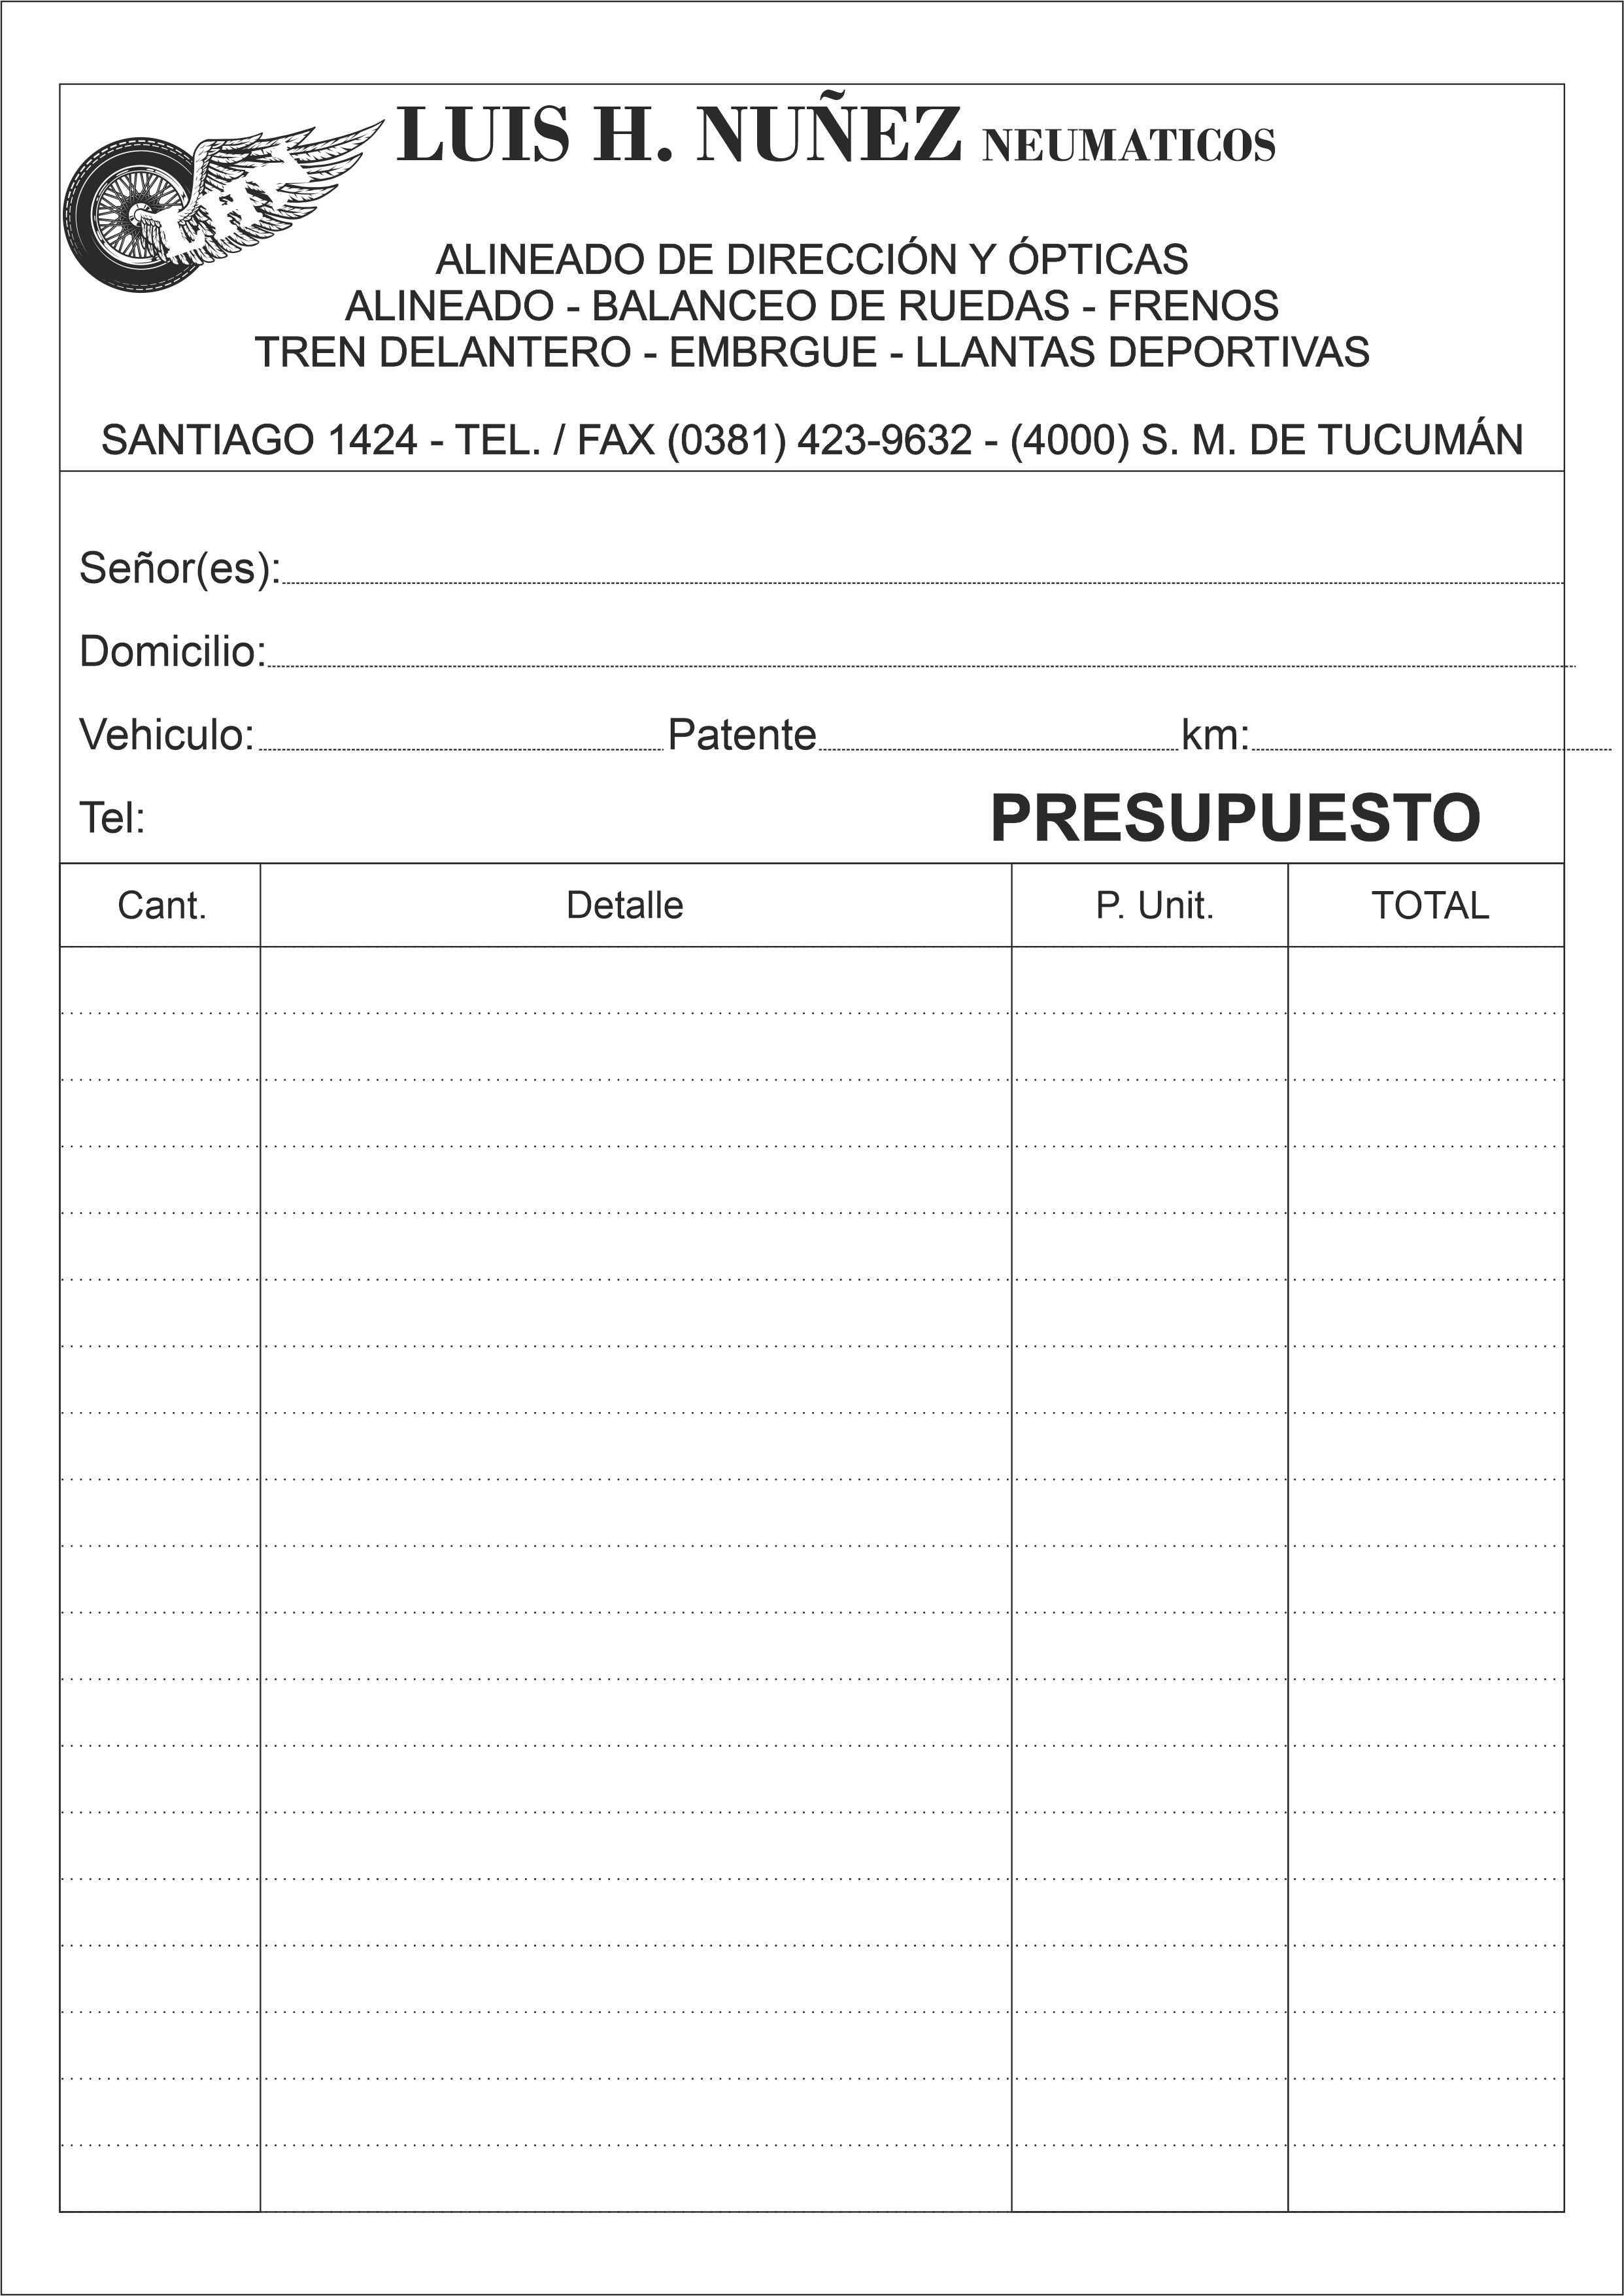 LUIS H. NUÑEZ NEUMATICOS
LHN
ALINEADO DE DIRECCIÓN Y ÓPTICAS
ALINEADO - BALANCEO DE RUEDAS - FRENOS
TREN DELANTERO - EMBRGUE - LLANTAS DEPORTIVAS
SANTIAGO 1424 - TEL. / FAX (0381) 423-9632 - (4000) S. M. DE TUCUMÁN
Señor(es):
Domicilio:
Vehiculo: Patente km:
Tel: PRESUPUESTO
Cant. Detalle P. Unit. TOTAL